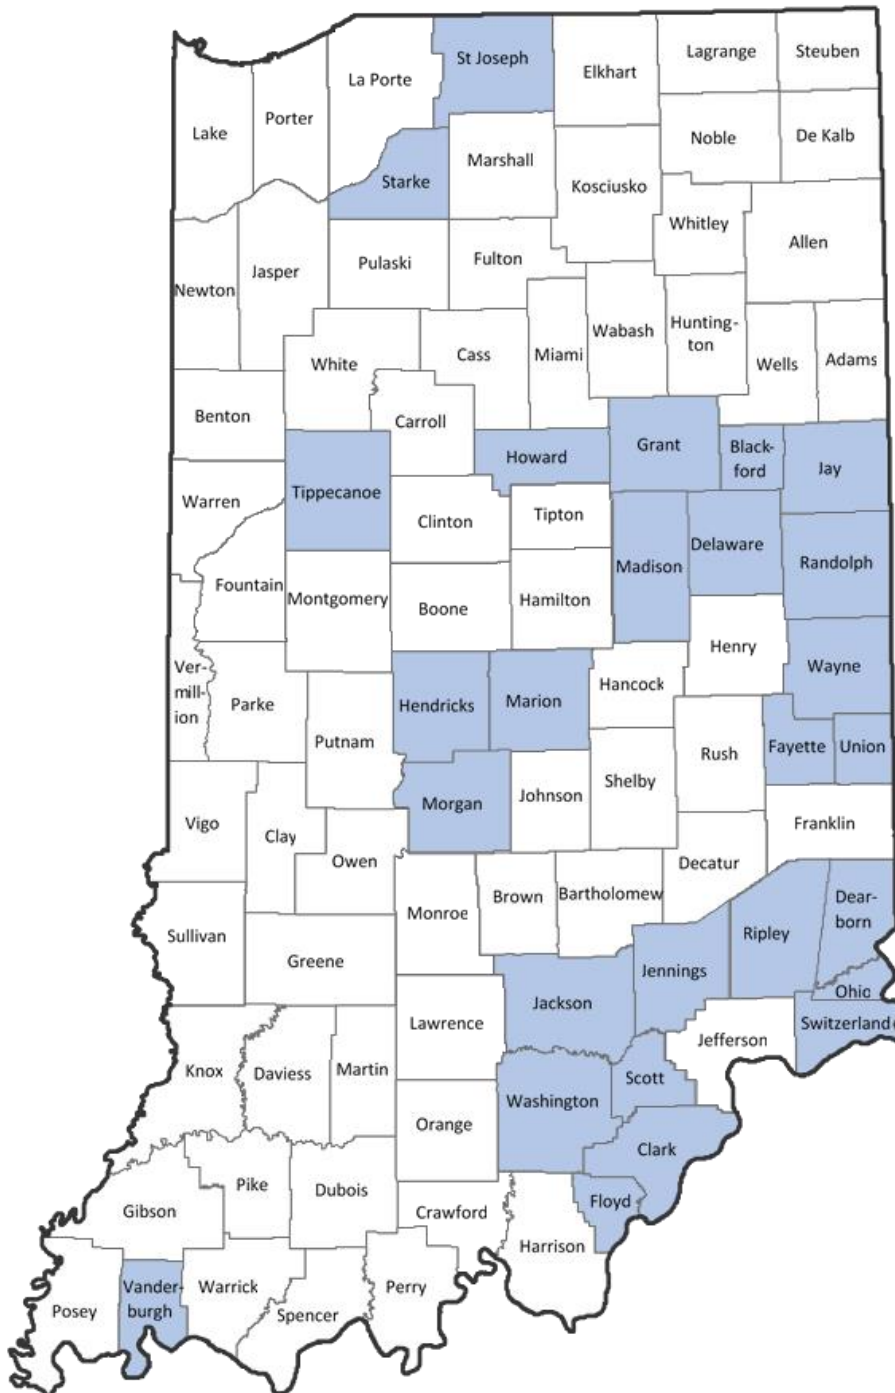 St Joseph
Lagrange
Steuben
La Porte
Elkhart
Porter
Lake
Noble
De Kalb
Marshall
Starke
Kosciusko
Whitley
Allen
Pulaski
Fulton
Jasper
Newton
Wabash
Hunting-
ton
Cass
Miami
White
Wells
Adams
Benton
Carroll
Grant
Black-
ford
Howard
Jay
Tippecanoe
Warren
Clinton
Tipton
Delaware
Madison
Randolph
Fountain
Montgomery
Boone
Hamilton
Henry
Wayne
Ver-
mill-
ion
Parke
Hendricks
Marion
Hancock
Putnam
Rush
Fayette
Union
Shelby
Morgan
Johnson
Vigo
Clay
Franklin
Owen
Decatur
Brown
Bartholomew
Monroe
Dear-
born
Ripley
Sullivan
Greene
Jennings
Ohio
Jackson
Lawrence
Switzerland
Jefferson
Knox
Daviess
Martin
Scott
Washington
Orange
Clark
Pike
Dubois
Floyd
Gibson
Crawford
Harrison
Vander-
burgh
Warrick
Perry
Posey
Spencer